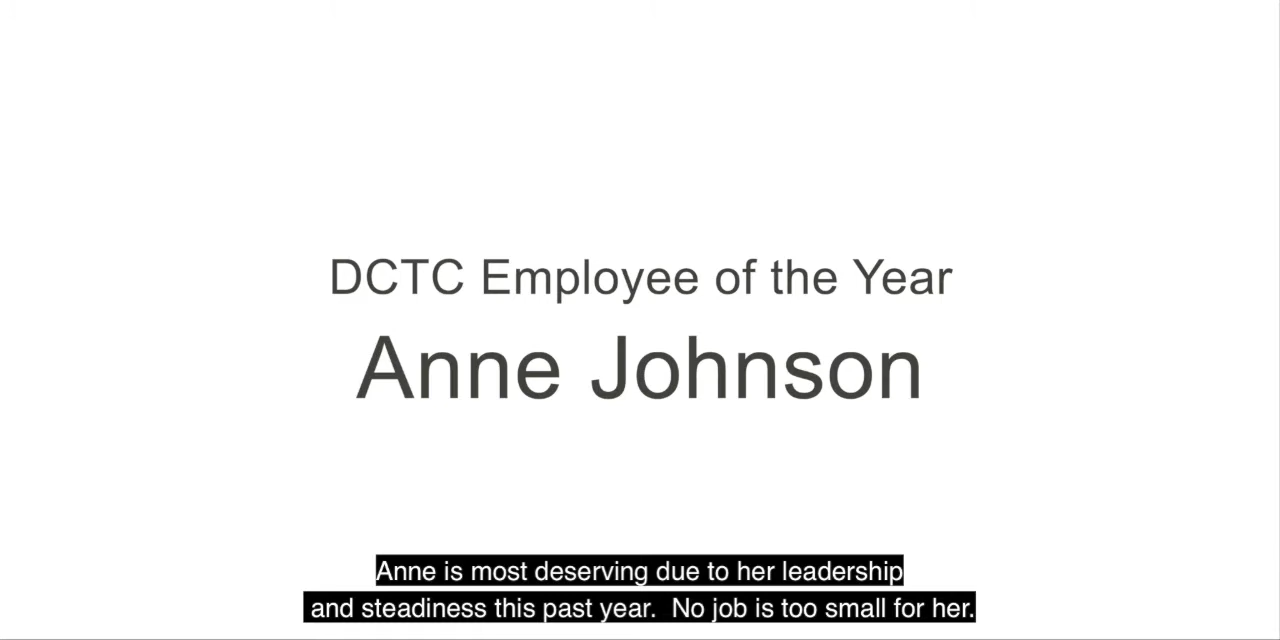 DCTC Employee of the Year
Anne Johnson
Anne is most deserving due to her leadership
and steadiness this past year.  No job is too small for her.